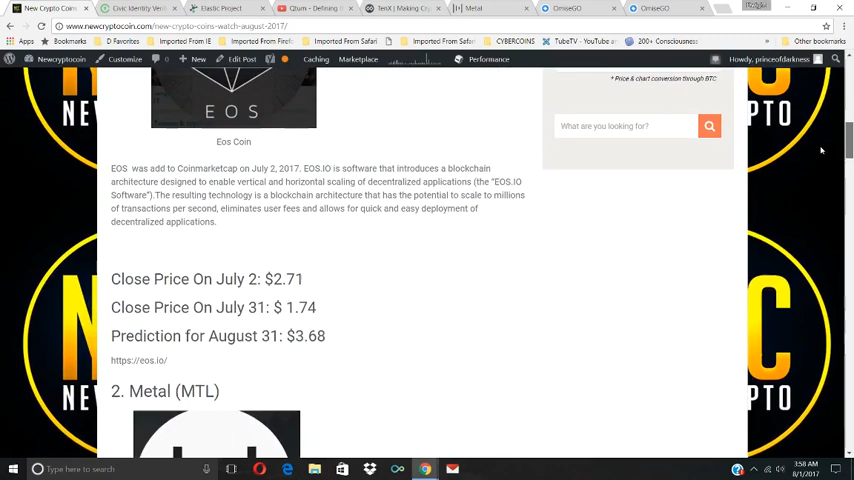 New Crypto Coins
Civic Identity Verif
Elastic Project
Qtum - Defining th
TenX | Making Cry
Metal
OmiseGO
OmiseGO
www.newcryptocoin.com/new-crypto-coins-watch-august-2017/
Apps
Bookmarks
D Favorites
Imported From IE
Imported From Google
Imported From Safari
Imported From Safari
CYBERCOINS
TubeTV - YouTube a
200+ Consciousness
Other bookmarks
Newcryptocoin
Customize
0
New
Edit Post
Caching
Marketplace
Performance
Howdy, princeofdarkness
EOS
* Price & chart conversion through BTC
What are you looking for?
Eos Coin
EOS was add to Coinmarketcap on July 2, 2017. EOS.IO is software that introduces a blockchain
architecture designed to enable vertical and horizontal scaling of decentralized applications (the “EOS.IO
Software”).The resulting technology is a blockchain architecture that has the potential to scale to millions
of transactions per second, eliminates user fees and allows for quick and easy deployment of
decentralized applications.
Close Price On July 2: $2.71
Close Price On July 31: $ 1.74
Prediction for August 31: $3.68
https://eos.io/
2. Metal (MTL)
Type here to search
3:58 AM
8/1/2017